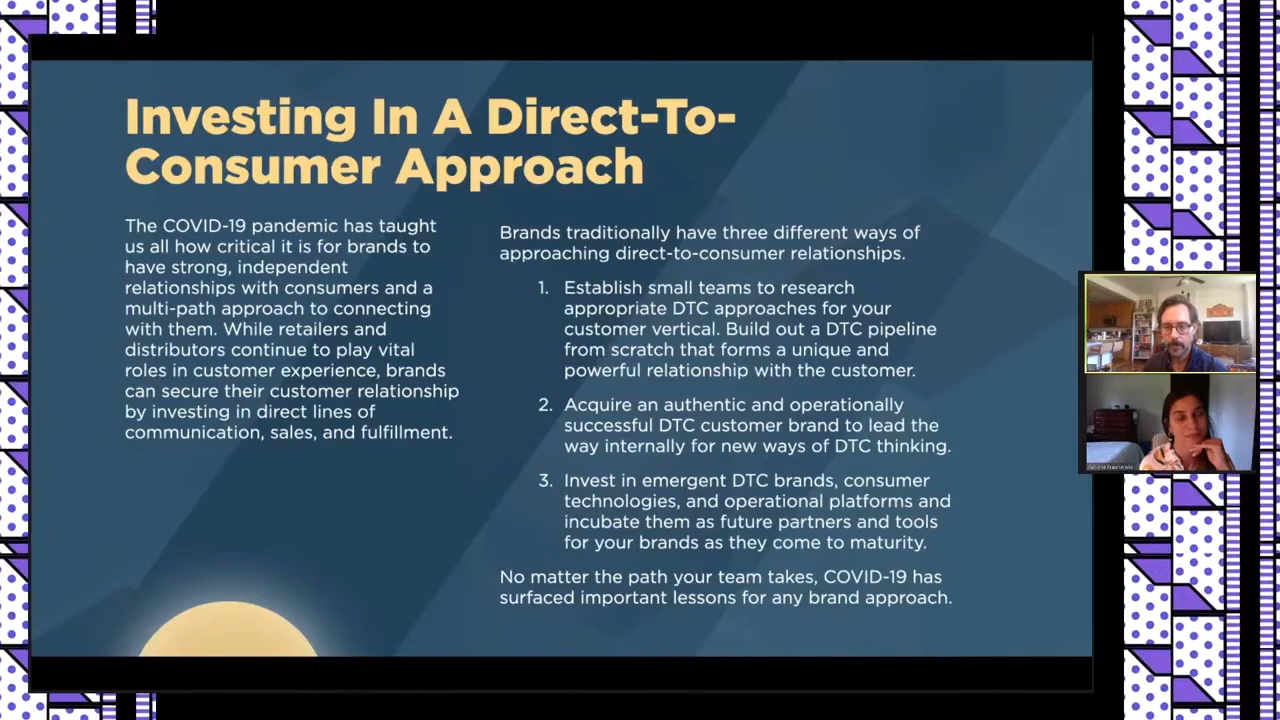 Investing In A Direct-To-
Consumer Approach
The COVID-19 pandemic has taught
us all how critical it is for brands to
have strong, independent
relationships with consumers and a
multi-path approach to connecting
with them. While retailers and
distributors continue to play vital
roles in customer experience, brands
can secure their customer relationship
by investing in direct lines of
communication, sales, and fulfillment.
Brands traditionally have three different ways of
approaching direct-to-consumer relationships.
1. Establish small teams to research
appropriate DTC approaches for your
customer vertical. Build out a DTC pipeline
from scratch that forms a unique and
powerful relationship with the customer.
2. Acquire an authentic and operationally
successful DTC customer brand to lead the
way internally for new ways of DTC thinking.
3. Invest in emergent DTC brands, consumer
technologies, and operational platforms and
incubate them as future partners and tools
for your brands as they come to maturity.
No matter the path your team takes, COVID-19 has
surfaced important lessons for any brand approach.